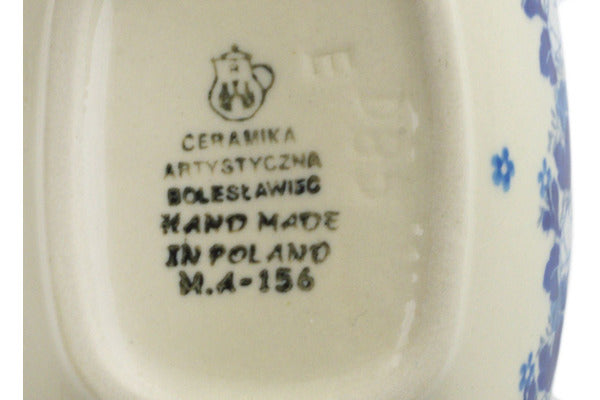 CERAMIKA
ARTYSTYCZNA
BOLESŁAWIEC
HAND MADE
IN POLAND
M.A-156